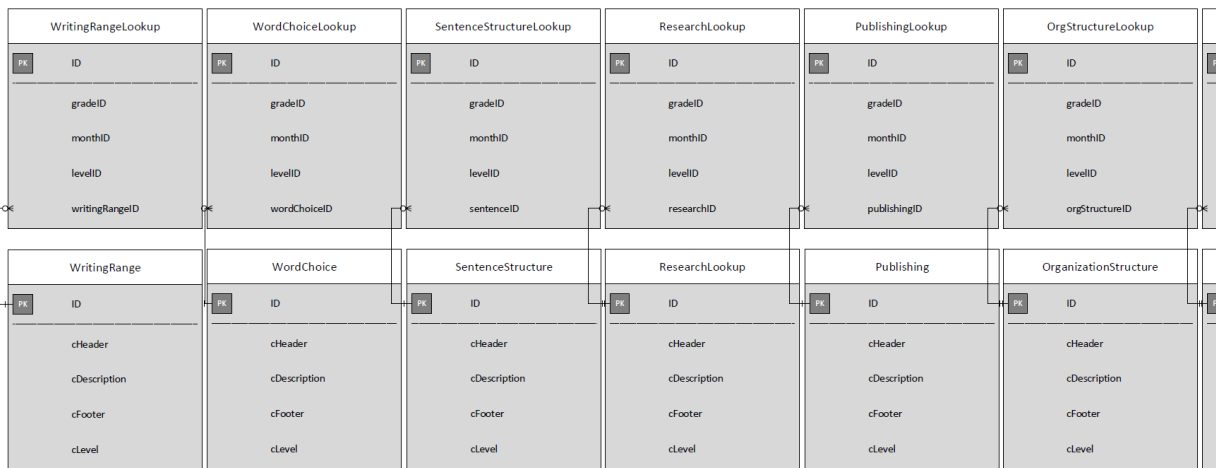 WritingRangeLookup
PK ID
gradeID
monthID
levelID
writingRangeID
WordChoiceLookup
PK ID
gradeID
monthID
levelID
wordChoiceID
SentenceStructureLookup
PK ID
gradeID
monthID
levelID
sentenceID
ResearchLookup
PK ID
gradeID
monthID
levelID
researchID
PublishingLookup
PK ID
gradeID
monthID
levelID
publishingID
OrgStructureLookup
PK ID
gradeID
monthID
levelID
orgStructureID
WritingRange
PK ID
cHeader
cDescription
cFooter
cLevel
WordChoice
PK ID
cHeader
cDescription
cFooter
cLevel
SentenceStructure
PK ID
cHeader
cDescription
cFooter
cLevel
ResearchLookup
PK ID
cHeader
cDescription
cFooter
cLevel
Publishing
PK ID
cHeader
cDescription
cFooter
cLevel
OrganizationStructure
PK ID
cHeader
cDescription
cFooter
cLevel